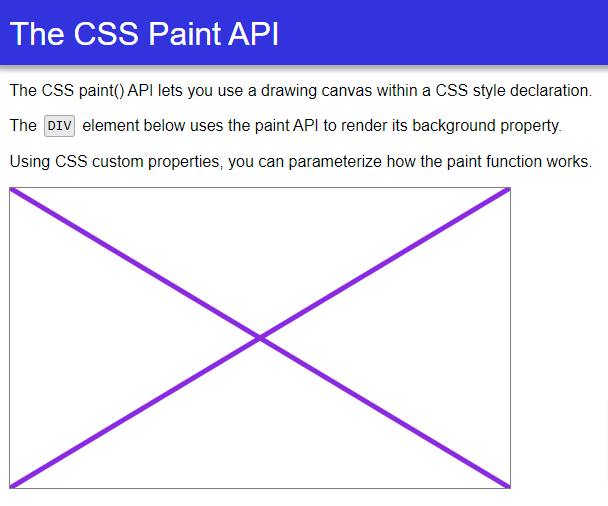 The CSS Paint API
The CSS paint() API lets you use a drawing canvas within a CSS style declaration.
The DIV element below uses the paint API to render its background property.
Using CSS custom properties, you can parameterize how the paint function works.